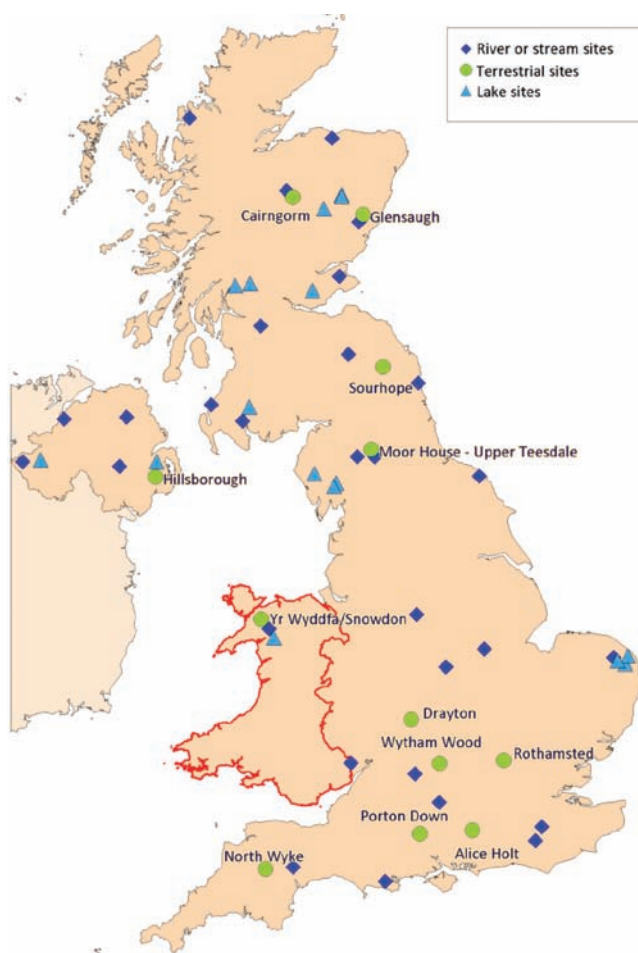 River or stream sites
Terrestrial sites
Lake sites
Cairngorm
Glensaugh
Sourhope
Moor House - Upper Teesdale
Hillsborough
Yr Wyddfa/Snowdon
Drayton
Wytham Wood
Rothamsted
Porton Down
Alice Holt
North Wyke